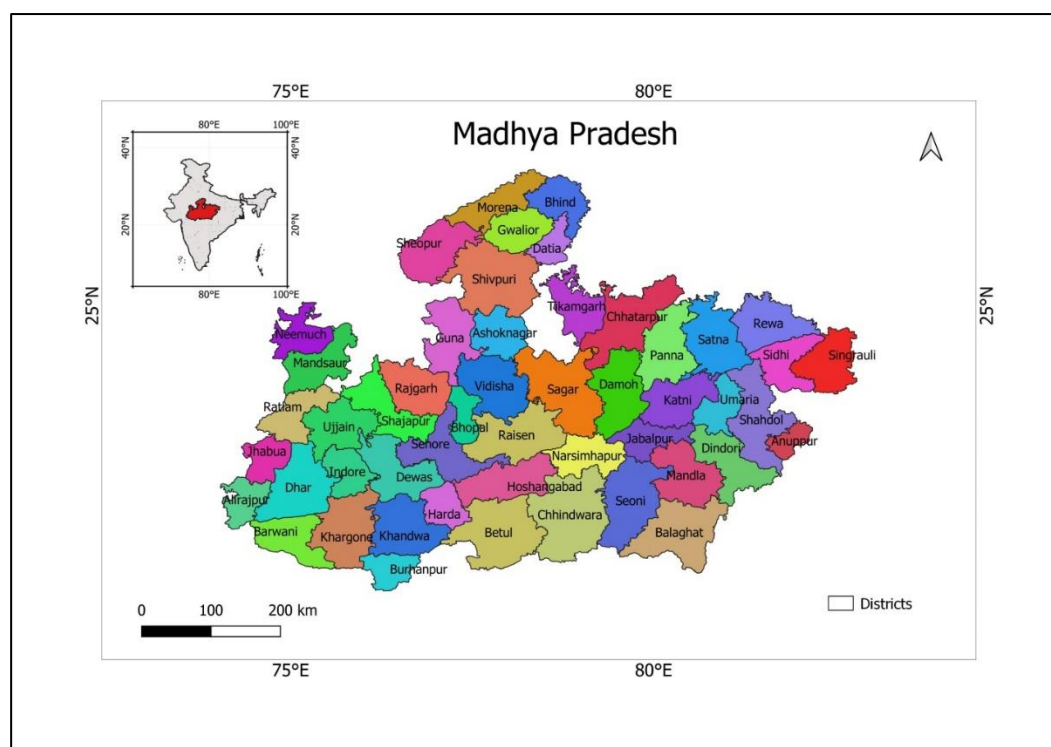 75°E
80°E
Madhya Pradesh
80°E
100°E
40°N
40°N
20°N
20°N
80°E
100°E
25°N
25°N
Morena
Bhind
Gwalior
Datia
Sheopur
Shivpuri
Tikamgarh
Chhatarpur
Rewa
Neemuch
Guna
Ashoknagar
Panna
Satna
Sidhi
Singrauli
Mandsaur
Rajgarh
Vidisha
Sagar
Damoh
Katni
Umaria
Ratlam
Ujjain
Shajapur
Bhopal
Raisen
Shahdol
Sehore
Jabalpur
Anuppur
Jhabua
Indore
Dewas
Narsimhapur
Dindori
Dhar
Hoshangabad
Mandla
Alirajpur
Harda
Chhindwara
Seoni
Barwani
Khargone
Khandwa
Betul
Balaghat
Burhanpur
0 100 200 km
Districts
75°E
80°E